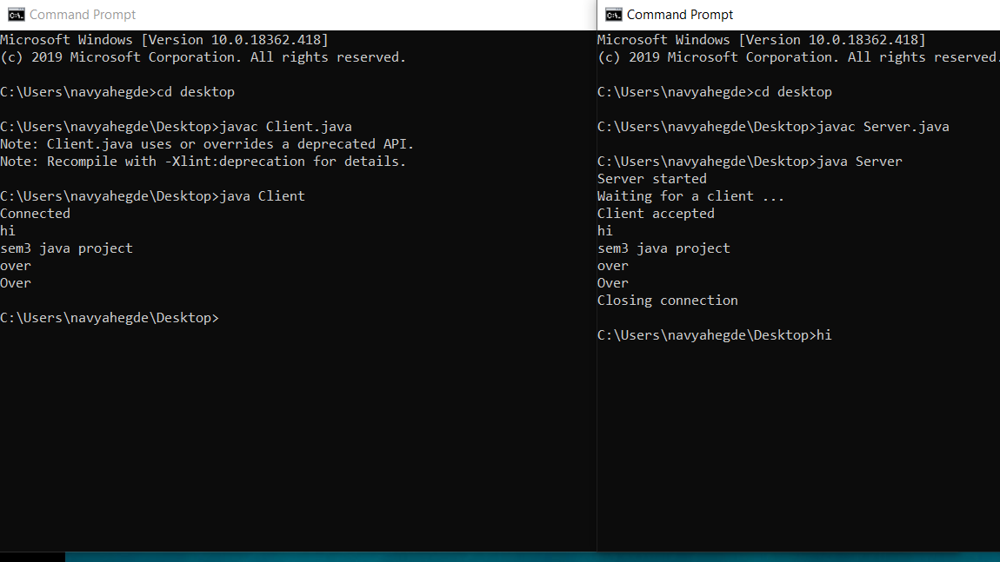 Command Prompt
Microsoft Windows [Version 10.0.18362.418]
(c) 2019 Microsoft Corporation. All rights reserved.
C:\Users\navyahegde>cd desktop
C:\Users\navyahegde\Desktop>javac Client.java
Note: Client.java uses or overrides a deprecated API.
Note: Recompile with -Xlint:deprecation for details.
C:\Users\navyahegde\Desktop>java Client
Connected
hi
sem3 java project
over
Over
C:\Users\navyahegde\Desktop>
Command Prompt
Microsoft Windows [Version 10.0.18362.418]
(c) 2019 Microsoft Corporation. All rights reserved.
C:\Users\navyahegde>cd desktop
C:\Users\navyahegde\Desktop>javac Server.java
C:\Users\navyahegde\Desktop>java Server
Server started
Waiting for a client ...
Client accepted
hi
sem3 java project
over
Over
Closing connection
C:\Users\navyahegde\Desktop>hi